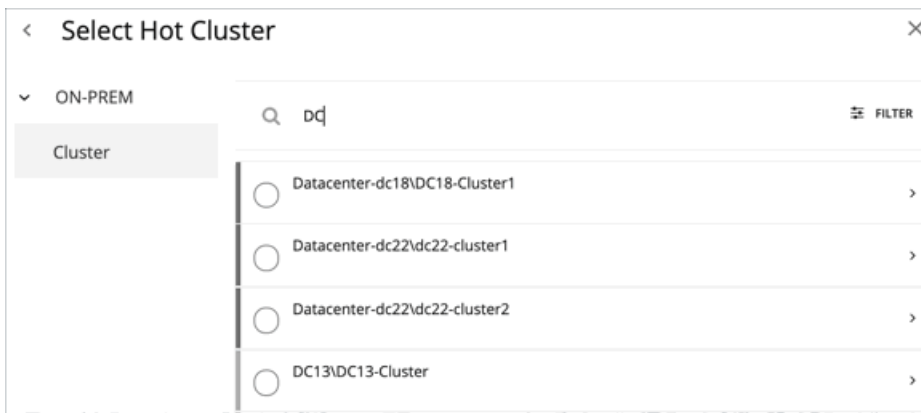 Select Hot Cluster
ON-PREM
Cluster
DC
FILTER
Datacenter-dc18\DC18-Cluster1
Datacenter-dc22\dc22-cluster1
Datacenter-dc22\dc22-cluster2
DC13\DC13-Cluster